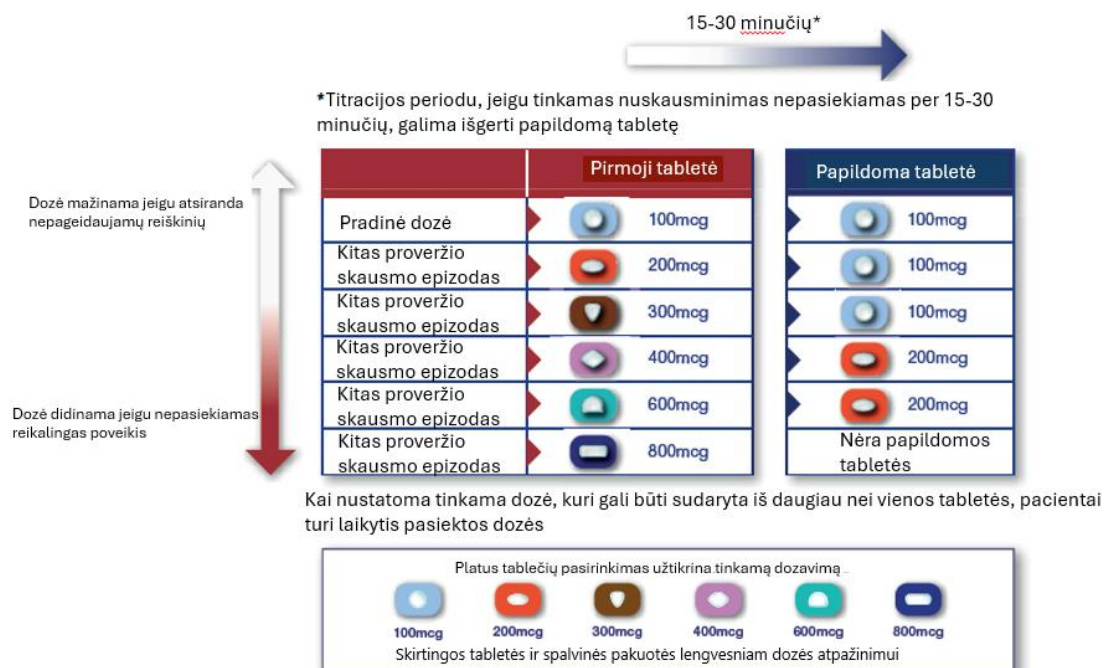 15-30 minučių*
*Titracijos periodu, jeigu tinkamas nuskausminimas nepasiekiamas per 15-30
minučių, galima išgerti papildomą tabletę
Dozė mažinama jeigu atsiranda
nepageidaujamų reiškinių
Dozė didinama jeigu nepasiekiamas
reikalingas poveikis
Pirmoji tabletė
Papildoma tabletė
Pradinė dozė
100mcg
100mcg
Kitas proveržio
skausmo epizodas
200mcg
100mcg
Kitas proveržio
skausmo epizodas
300mcg
100mcg
Kitas proveržio
skausmo epizodas
400mcg
200mcg
Kitas proveržio
skausmo epizodas
600mcg
200mcg
Kitas proveržio
skausmo epizodas
800mcg
Nėra papildomos
tabletės
Kai nustatoma tinkama dozė, kuri gali būti sudaryta iš daugiau nei vienos tabletės, pacientai
turi laikytis pasiektos dozės
Platus tablečių pasirinkimas užtikrina tinkamą dozavimą
100mcg
200mcg
300mcg
400mcg
600mcg
800mcg
Skirtingos tabletės ir spalvinės pakuotės lengvesniam dozės atpažinimui